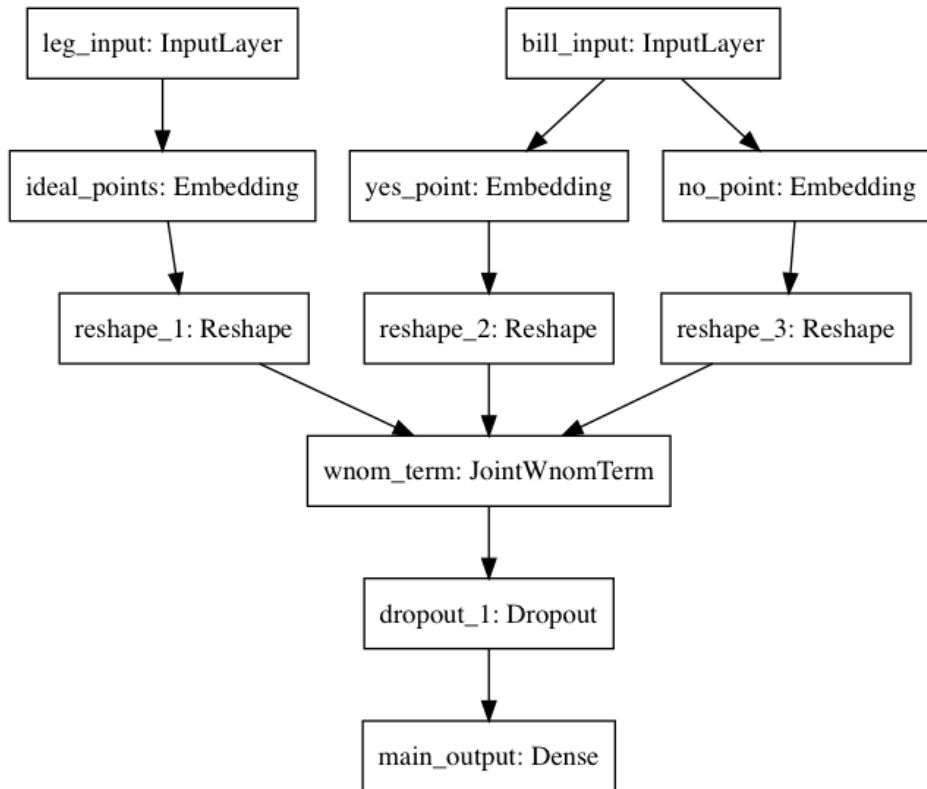 leg_input: InputLayer
bill_input: InputLayer
ideal_points: Embedding
yes_point: Embedding
no_point: Embedding
reshape_1: Reshape
reshape_2: Reshape
reshape_3: Reshape
wnom_term: JointWnomTerm
dropout_1: Dropout
main_output: Dense